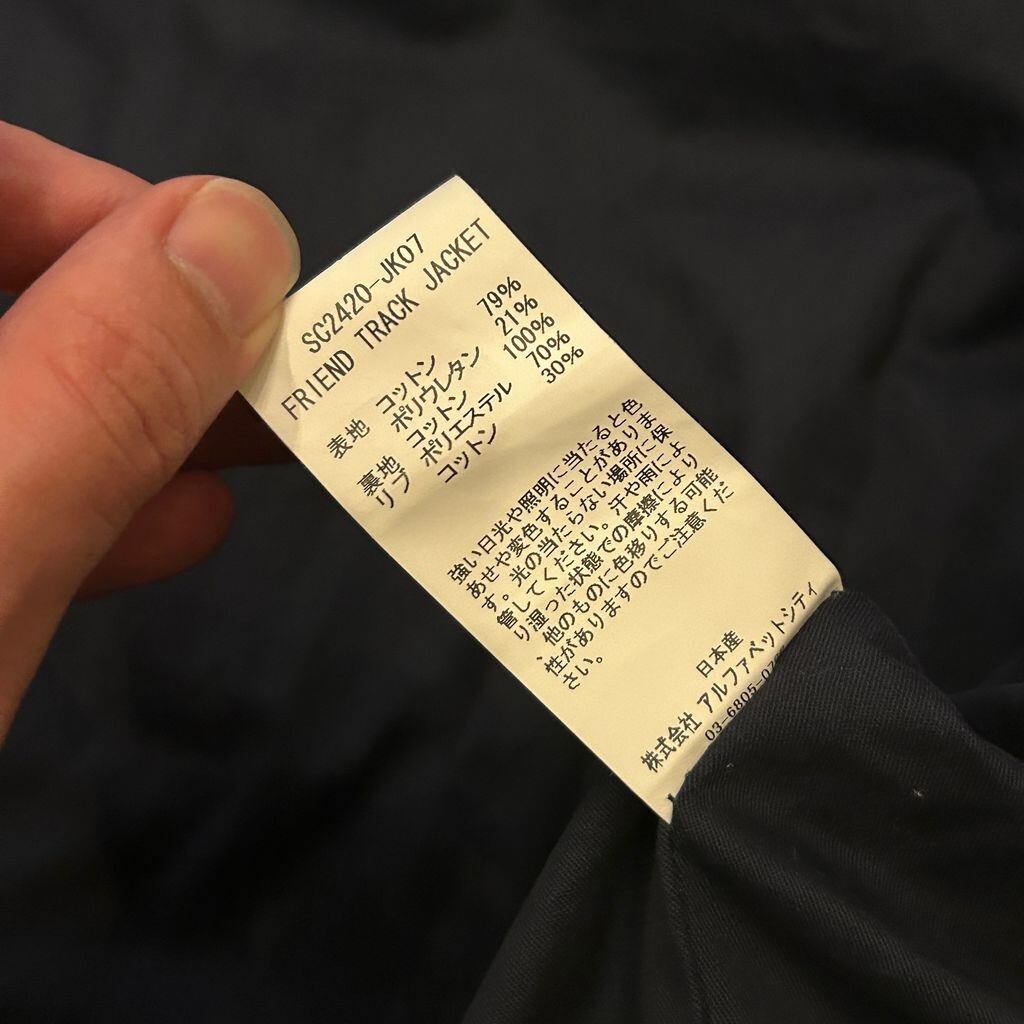 SC2420-JK07
FRIEND TRACK JACKET
表地 コットン 79%
ポリウレタン 21%
裏地 コットン 100%
リブ ポリエステル 70%
コットン 30%
強い日光や照明に当たると色
あせや変色することがありま
す。光の当たらない場所に保
管してください。汗や雨によ
り湿った状態での摩擦により
、他のものに色移りする可能
性がありますのでご注意くだ
さい。
日本産
株式会社 アルファベットシティ
03-6805-07